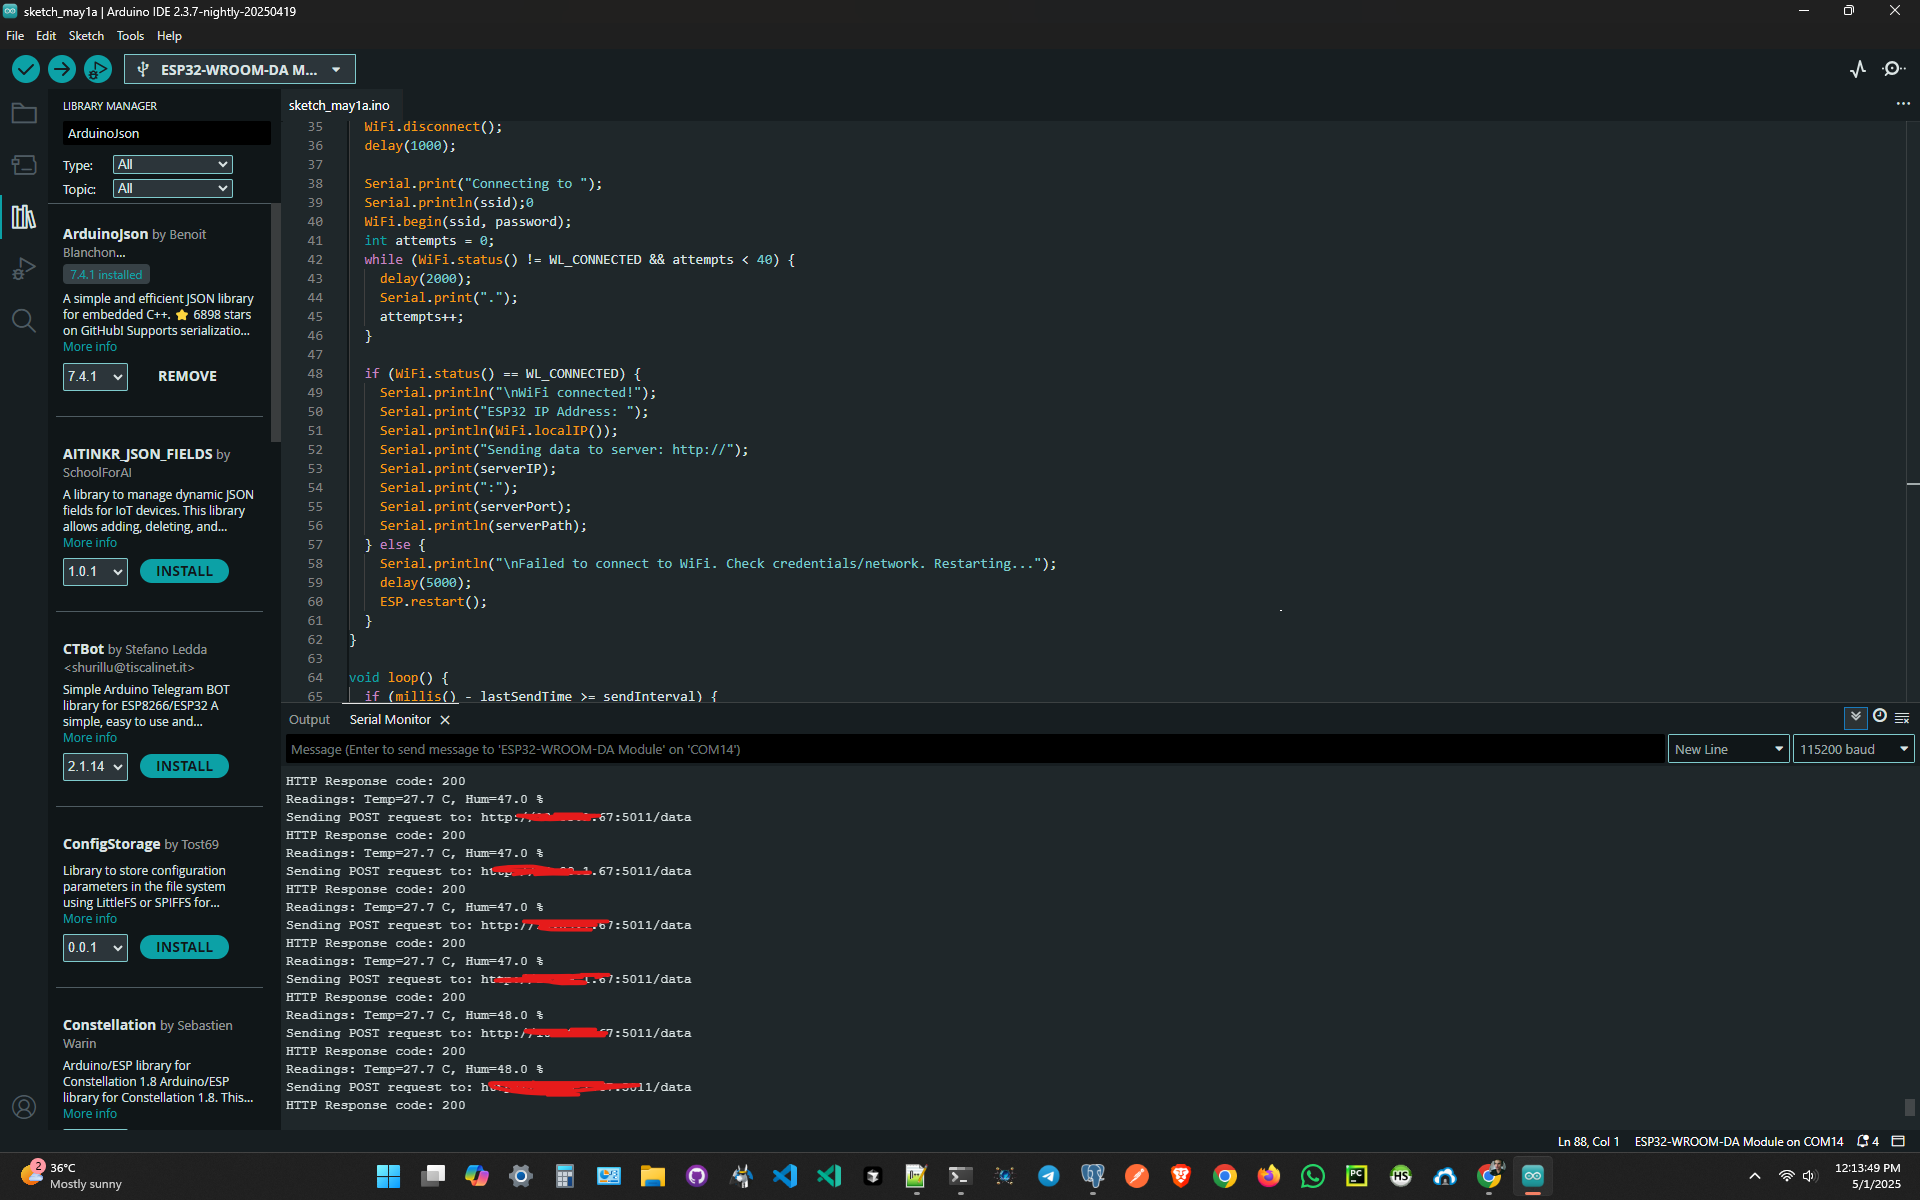 sketch_may1a | Arduino IDE 2.3.7-nightly-20250419
File Edit Sketch Tools Help
ESP32-WROOM-DA M...
LIBRARY MANAGER
ArduinoJson
Type: All
Topic: All
ArduinoJson by Benoit
Blanchon...
7.4.1 installed
A simple and efficient JSON library
for embedded C++. ⭐ 6898 stars
on GitHub! Supports serializatio...
More info
7.4.1 REMOVE
AITINKR_JSON_FIELDS by
SchoolForAI
A library to manage dynamic JSON
fields for IoT devices. This library
allows adding, deleting, and...
More info
1.0.1 INSTALL
CTBot by Stefano Ledda
<shurillu@tiscalinet.it>
Simple Arduino Telegram BOT
library for ESP8266/ESP32 A
simple, easy to use and...
More info
2.1.14 INSTALL
ConfigStorage by Tost69
Library to store configuration
parameters in the file system
using LittleFS or SPIFFS for...
More info
0.0.1 INSTALL
Constellation by Sebastien
Warin
Arduino/ESP library for
Constellation 1.8 Arduino/ESP
library for Constellation 1.8. This...
More info
sketch_may1a.ino
35 WiFi.disconnect();
36 delay(1000);
37
38 Serial.print("Connecting to ");
39 Serial.println(ssid);0
40 WiFi.begin(ssid, password);
41 int attempts = 0;
42 while (WiFi.status() != WL_CONNECTED && attempts < 40) {
43 delay(2000);
44 Serial.print(".");
45 attempts++;
46 }
47
48 if (WiFi.status() == WL_CONNECTED) {
49 Serial.println("\nWiFi connected!");
50 Serial.print("ESP32 IP Address: ");
51 Serial.println(WiFi.localIP());
52 Serial.print("Sending data to server: http://");
53 Serial.print(serverIP);
54 Serial.print(":");
55 Serial.print(serverPort);
56 Serial.println(serverPath);
57 } else {
58 Serial.println("\nFailed to connect to WiFi. Check credentials/network. Restarting...");
59 delay(5000);
60 ESP.restart();
61 }
62 }
63
64 void loop() {
65 if (millis() - lastSendTime >= sendInterval) {
Output Serial Monitor
Message (Enter to send message to 'ESP32-WROOM-DA Module' on 'COM14')
New Line 115200 baud
HTTP Response code: 200
Readings: Temp=27.7 C, Hum=47.0 %
Sending POST request to: http:/ .67:5011/data
HTTP Response code: 200
Readings: Temp=27.7 C, Hum=47.0 %
Sending POST request to: ht .67:5011/data
HTTP Response code: 200
Readings: Temp=27.7 C, Hum=47.0 %
Sending POST request to: http:// .67:5011/data
HTTP Response code: 200
Readings: Temp=27.7 C, Hum=47.0 %
Sending POST request to: ht .67:5011/data
HTTP Response code: 200
Readings: Temp=27.7 C, Hum=48.0 %
Sending POST request to: http:/ 7:5011/data
HTTP Response code: 200
Readings: Temp=27.7 C, Hum=48.0 %
Sending POST request to: ht 11/data
HTTP Response code: 200
Ln 88, Col 1 ESP32-WROOM-DA Module on COM14 4
2
36°C
Mostly sunny
PC
HS
12:13:49 PM
5/1/2025